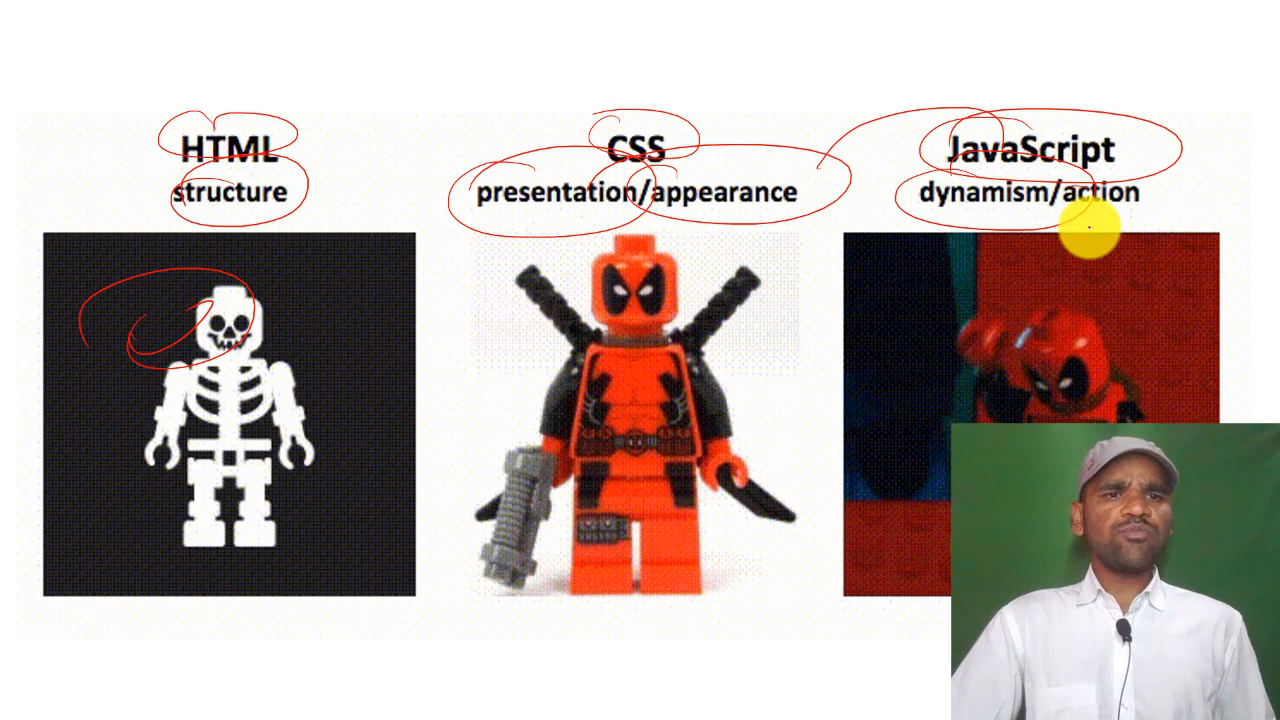 HTML
structure
CSS
presentation/appearance
JavaScript
dynamism/action